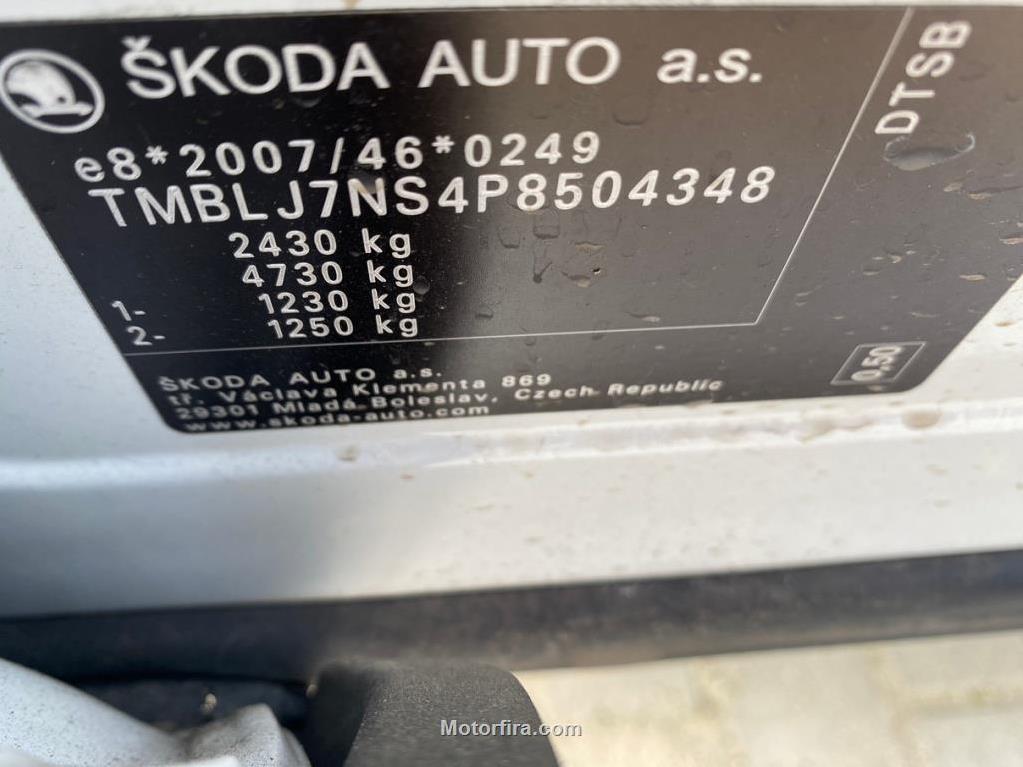 ŠKODA AUTO a.s.
DTSB
e8*2007/46*0249
TMBLJ7NS4P8504348
2430 kg
4730 kg
1- 1230 kg
2- 1250 kg
0,50
ŠKODA AUTO a.s.
tř. Václava Klementa 869
29301 Mladá Boleslav, Czech Republic
www.skoda-auto.com
Motorfira.com